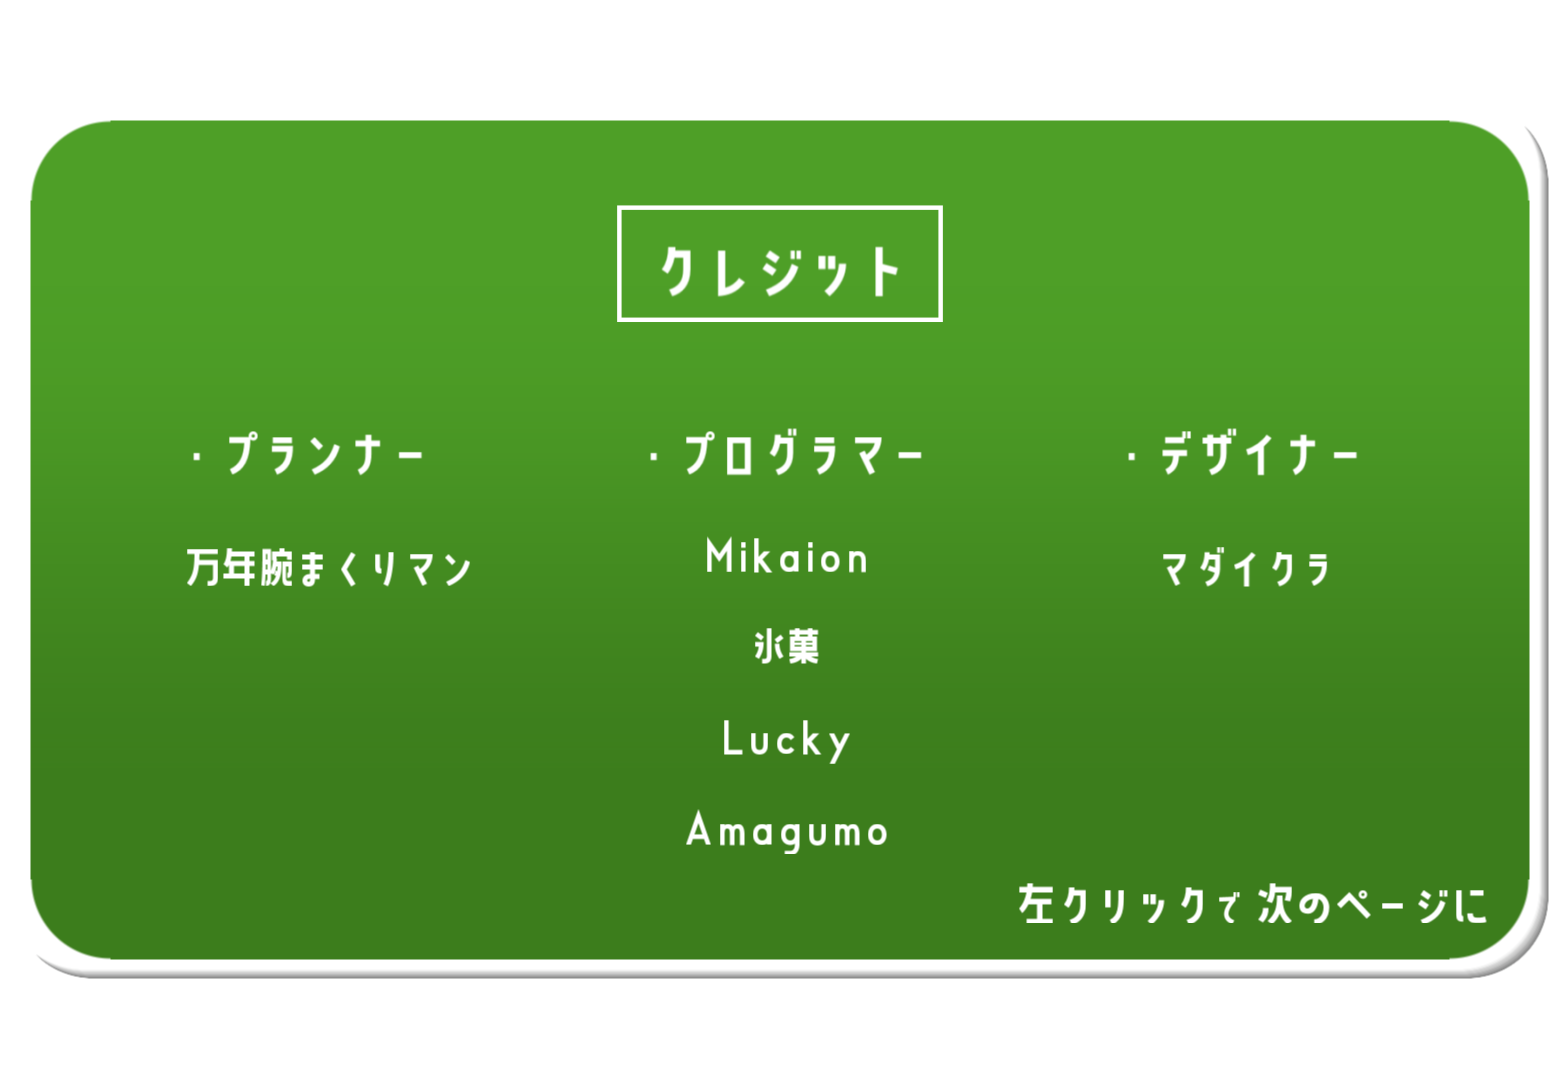 クレジット
・プランナー
万年腕まくりマン
・プログラマー
Mikaion
氷菓
Lucky
Amagumo
・デザイナー
マダイクラ
左クリックで 次のページに